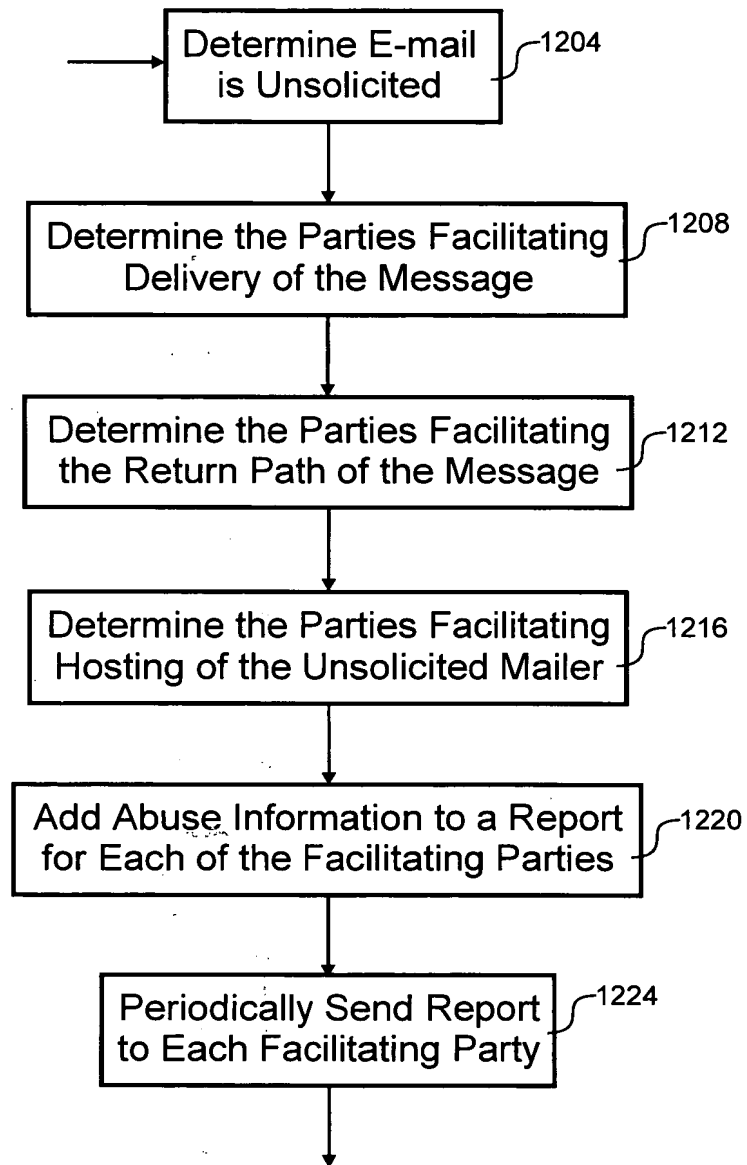 Determine E-mail
is Unsolicited
1204
Determine the Parties Facilitating
Delivery of the Message
1208
Determine the Parties Facilitating
the Return Path of the Message
1212
Determine the Parties Facilitating
Hosting of the Unsolicited Mailer
1216
Add Abuse Information to a Report
for Each of the Facilitating Parties
1220
Periodically Send Report
to Each Facilitating Party
1224